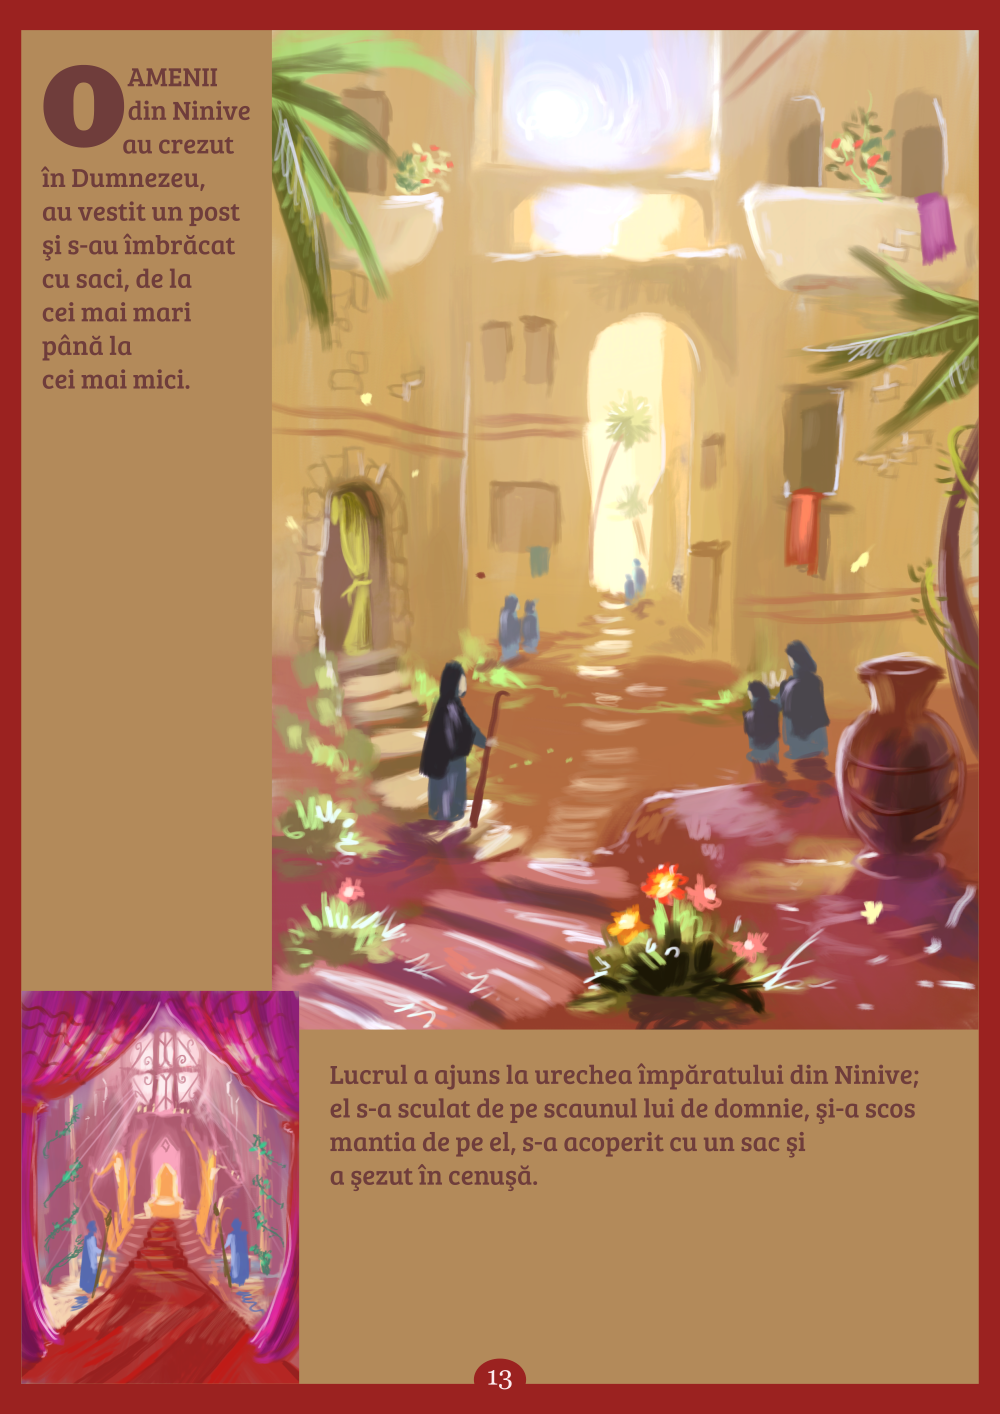 OAMENII
din Ninive
au crezut
în Dumnezeu,
au vestit un post
şi s-au îmbrăcat
cu saci, de la
cei mai mari
până la
cei mai mici.
Lucrul a ajuns la urechea împăratului din Ninive;
el s-a sculat de pe scaunul lui de domnie, şi-a scos
mantia de pe el, s-a acoperit cu un sac şi
a şezut în cenuşă.
13